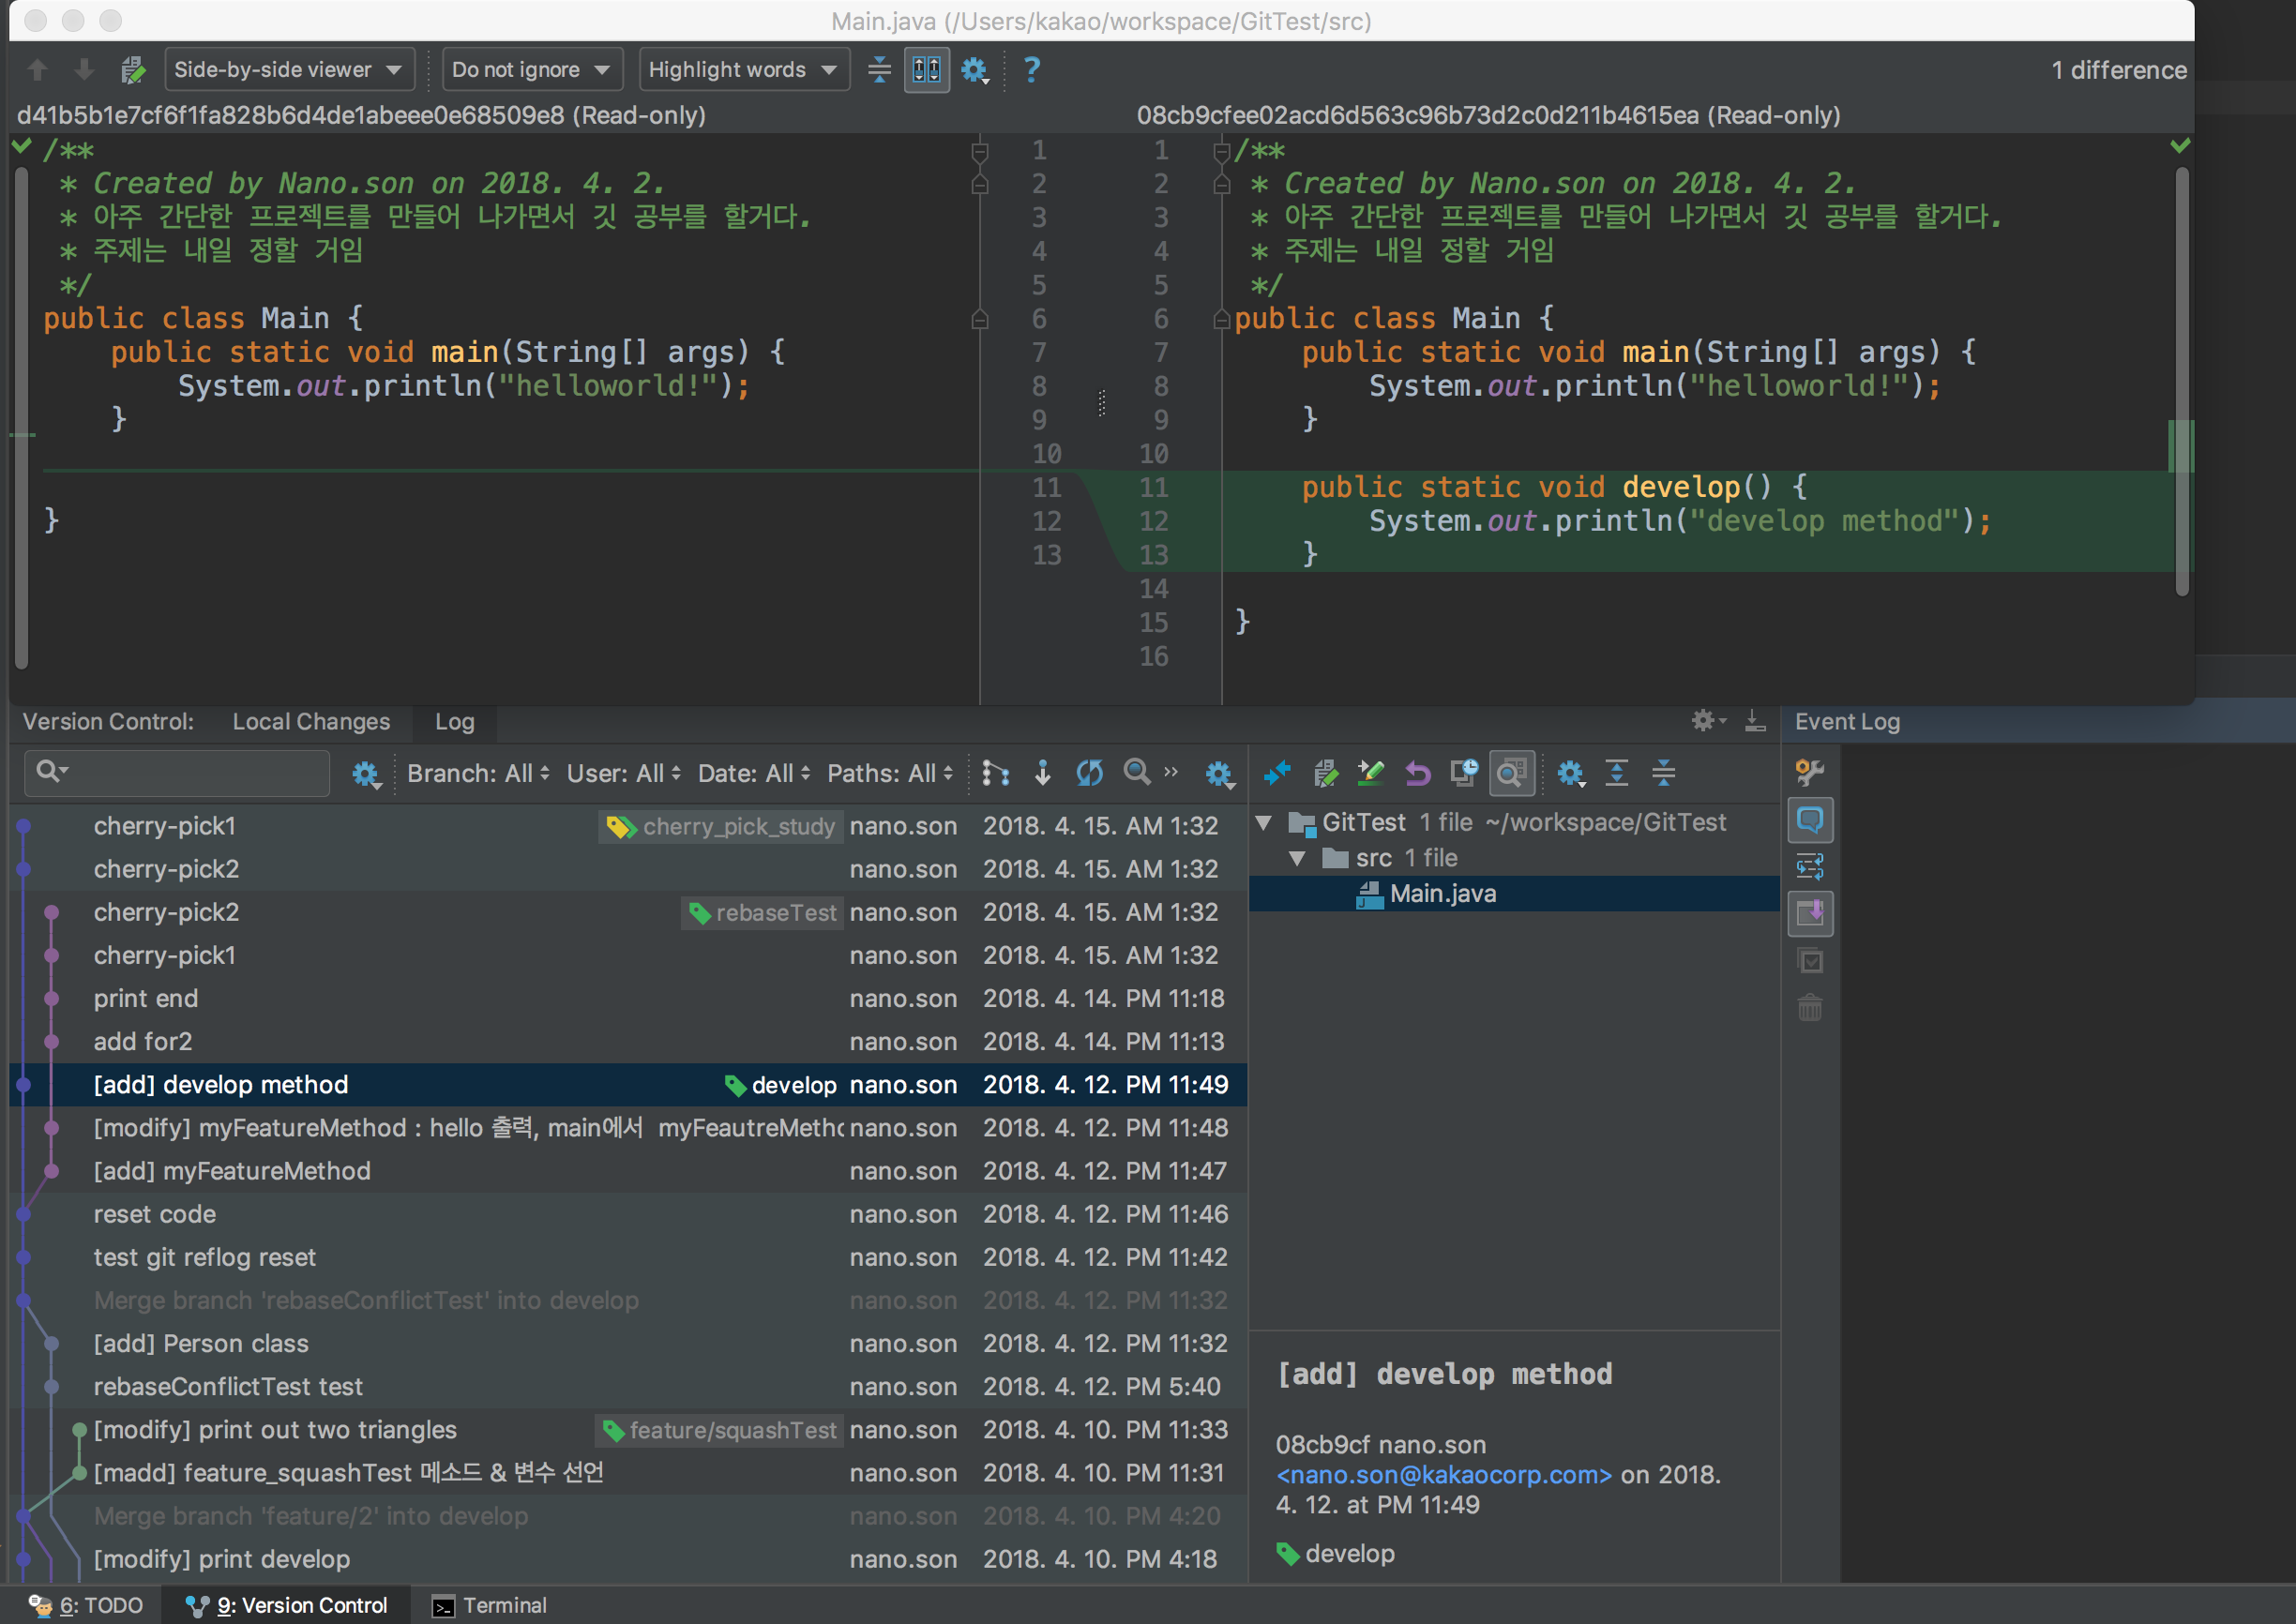 Main.java (/Users/kakao/workspace/GitTest/src)
Side-by-side viewer Do not ignore Highlight words ? 1 difference
d41b5b1e7cf6f1fa828b6d4de1abeee0e68509e8 (Read-only) 08cb9cfee02acd6d563c96b73d2c0d211b4615ea (Read-only)
/** 1 1 /**
* Created by Nano.son on 2018. 4. 2. 2 2 * Created by Nano.son on 2018. 4. 2.
* 아주 간단한 프로젝트를 만들어 나가면서 깃 공부를 할거다. 3 3 * 아주 간단한 프로젝트를 만들어 나가면서 깃 공부를 할거다.
* 주제는 내일 정할 거임 4 4 * 주제는 내일 정할 거임
*/ 5 5 */
public class Main { 6 6 public class Main {
public static void main(String[] args) { 7 7 public static void main(String[] args) {
System.out.println("helloworld!"); 8 8 System.out.println("helloworld!");
} 9 9 }
10 10
11 11 public static void develop() {
} 12 12 System.out.println("develop method");
13 13 }
14
15 }
16
Version Control: Local Changes Log Event Log
Branch: All User: All Date: All Paths: All »
cherry-pick1 cherry_pick_study nano.son 2018. 4. 15. AM 1:32
cherry-pick2 nano.son 2018. 4. 15. AM 1:32
cherry-pick2 rebaseTest nano.son 2018. 4. 15. AM 1:32
cherry-pick1 nano.son 2018. 4. 15. AM 1:32
print end nano.son 2018. 4. 14. PM 11:18
add for2 nano.son 2018. 4. 14. PM 11:13
[add] develop method develop nano.son 2018. 4. 12. PM 11:49
[modify] myFeatureMethod : hello 출력, main에서 myFeautreMetho nano.son 2018. 4. 12. PM 11:48
[add] myFeatureMethod nano.son 2018. 4. 12. PM 11:47
reset code nano.son 2018. 4. 12. PM 11:46
test git reflog reset nano.son 2018. 4. 12. PM 11:42
Merge branch 'rebaseConflictTest' into develop nano.son 2018. 4. 12. PM 11:32
[add] Person class nano.son 2018. 4. 12. PM 11:32
rebaseConflictTest test nano.son 2018. 4. 12. PM 5:40
[modify] print out two triangles feature/squashTest nano.son 2018. 4. 10. PM 11:33
[madd] feature_squashTest 메소드 & 변수 선언 nano.son 2018. 4. 10. PM 11:31
Merge branch 'feature/2' into develop nano.son 2018. 4. 10. PM 4:20
[modify] print develop nano.son 2018. 4. 10. PM 4:18
GitTest 1 file ~/workspace/GitTest
src 1 file
Main.java
[add] develop method
08cb9cf nano.son
<nano.son@kakaocorp.com> on 2018.
4. 12. at PM 11:49
develop
6: TODO 9: Version Control Terminal